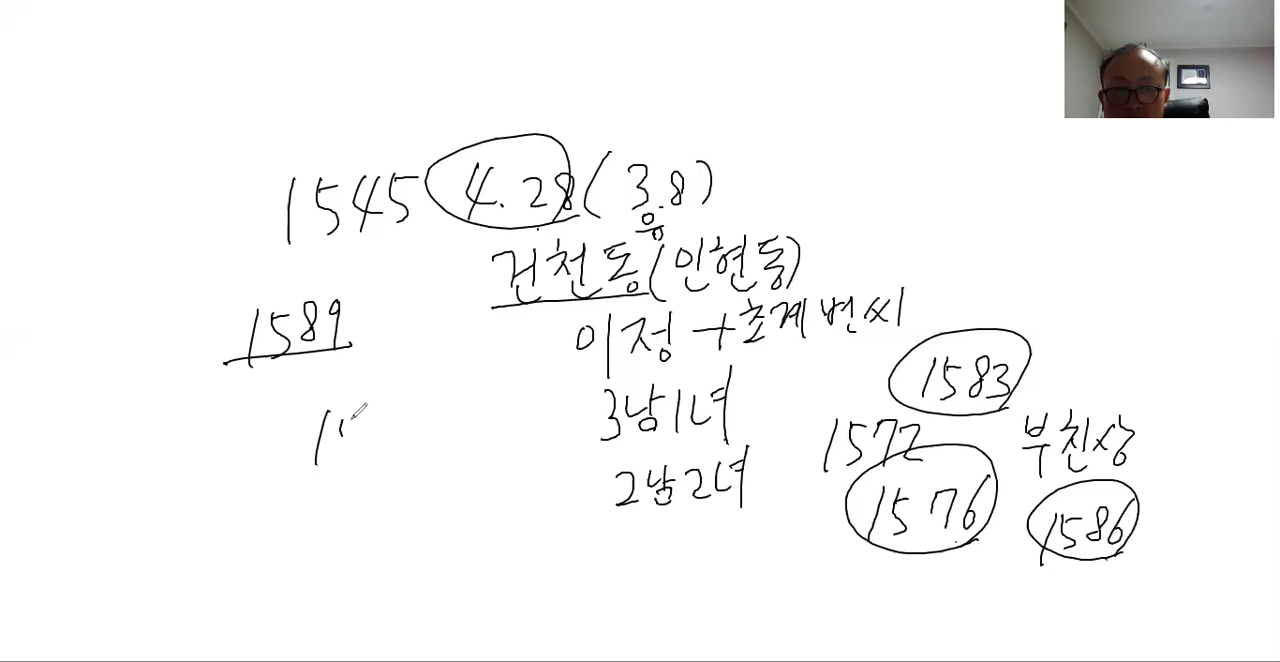 1545 4.28(3.8)
음
건천동(인현동)
1589
이정+초계변씨
1583
3남1녀
1572 부친상
2남2녀
1576
1586